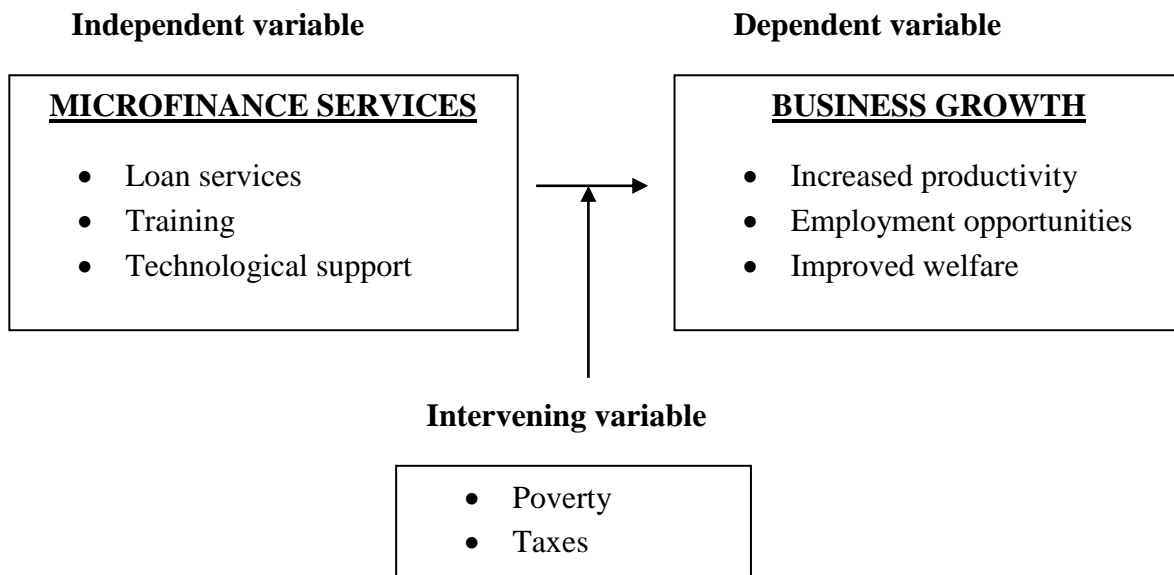 Independent variable
Dependent variable
MICROFINANCE SERVICES
• Loan services
• Training
• Technological support
BUSINESS GROWTH
• Increased productivity
• Employment opportunities
• Improved welfare
Intervening variable
• Poverty
• Taxes